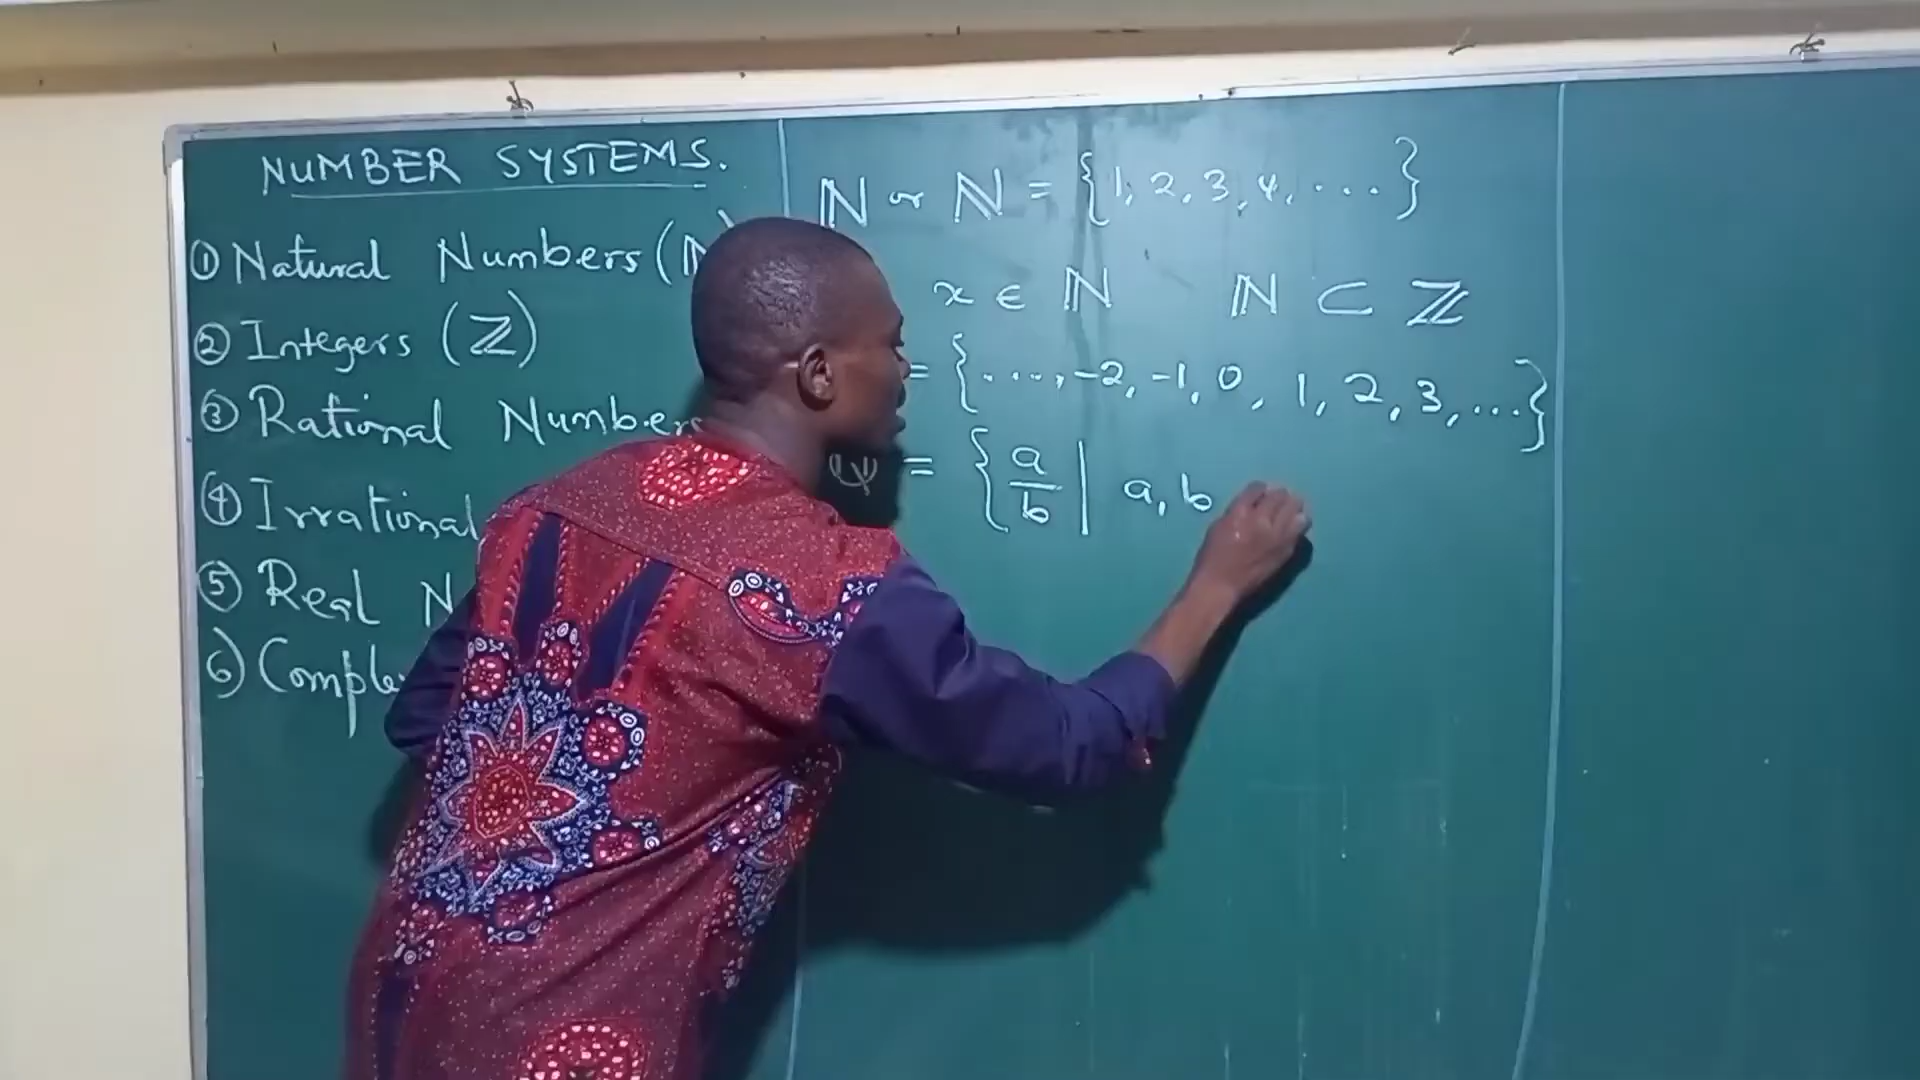 NUMBER SYSTEMS.
① Natural Numbers (ℕ)
② Integers (ℤ)
③ Rational Numbers
④ Irrational
⑤ Real N
⑥ Comple
ℕ or ℕ = {1, 2, 3, 4, ....}
x ∈ ℕ ℕ ⊂ ℤ
= {...., -2, -1, 0, 1, 2, 3, ...}
= {a/b | a, b